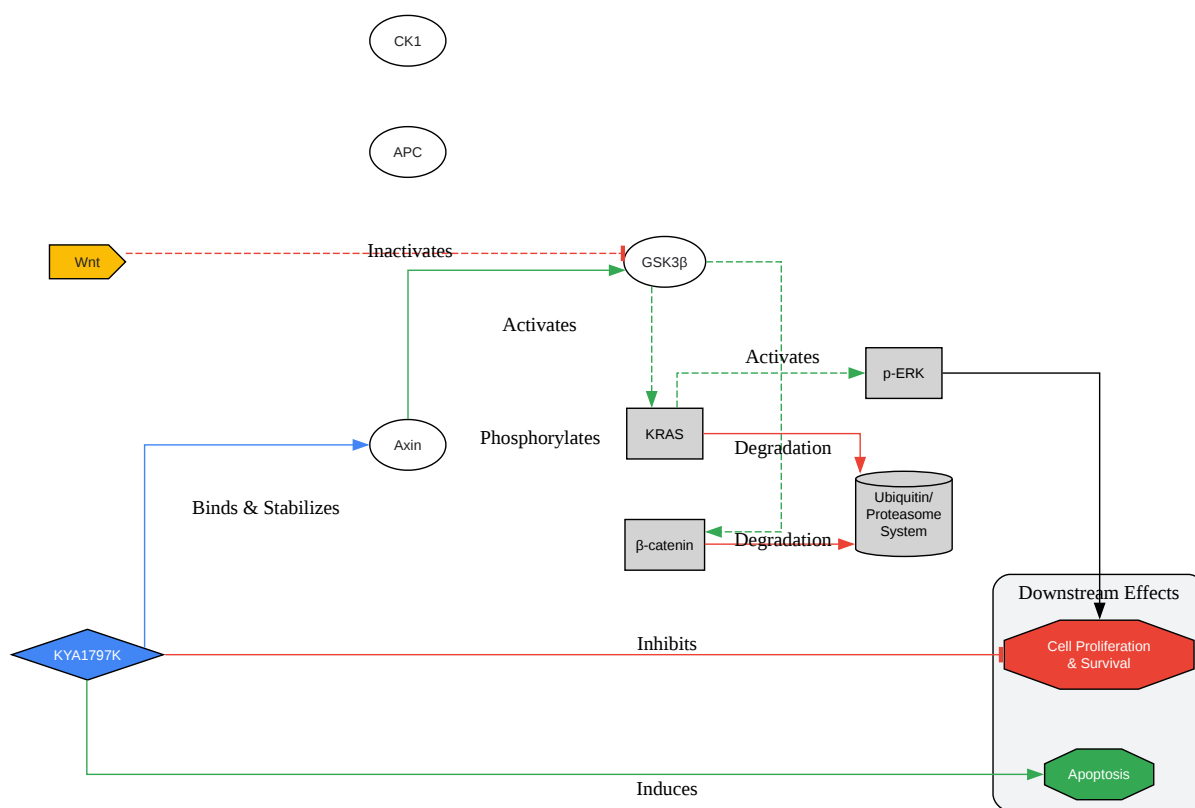 CK1
APC
Wnt
Inactivates
GSK3β
Activates
Activates
p-ERK
Phosphorylates
KRAS
Axin
Degradation
Binds & Stabilizes
Ubiquitin/
Proteasome
System
β-catenin
Degradation
Downstream Effects
KYA1797K
Inhibits
Cell Proliferation
& Survival
Apoptosis
Induces